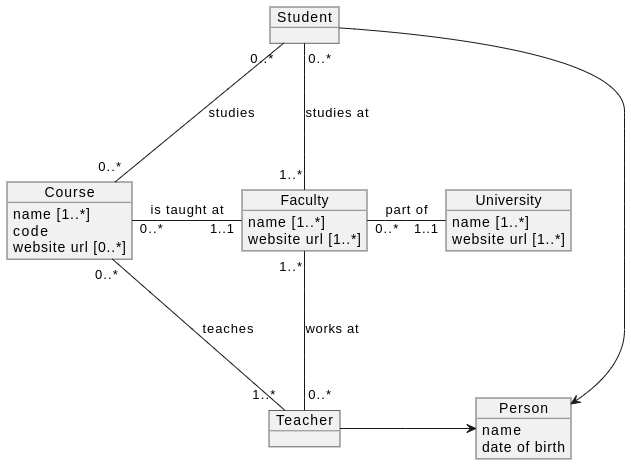 Student
0..*
0..*
studies
studies at
0..*
1..*
Course
name [1..*]
code
website url [0..*]
is taught at
0..*
1..1
Faculty
name [1..*]
website url [1..*]
part of
0..*
1..1
University
name [1..*]
website url [1..*]
0..*
1..*
teaches
works at
1..*
0..*
Teacher
Person
name
date of birth